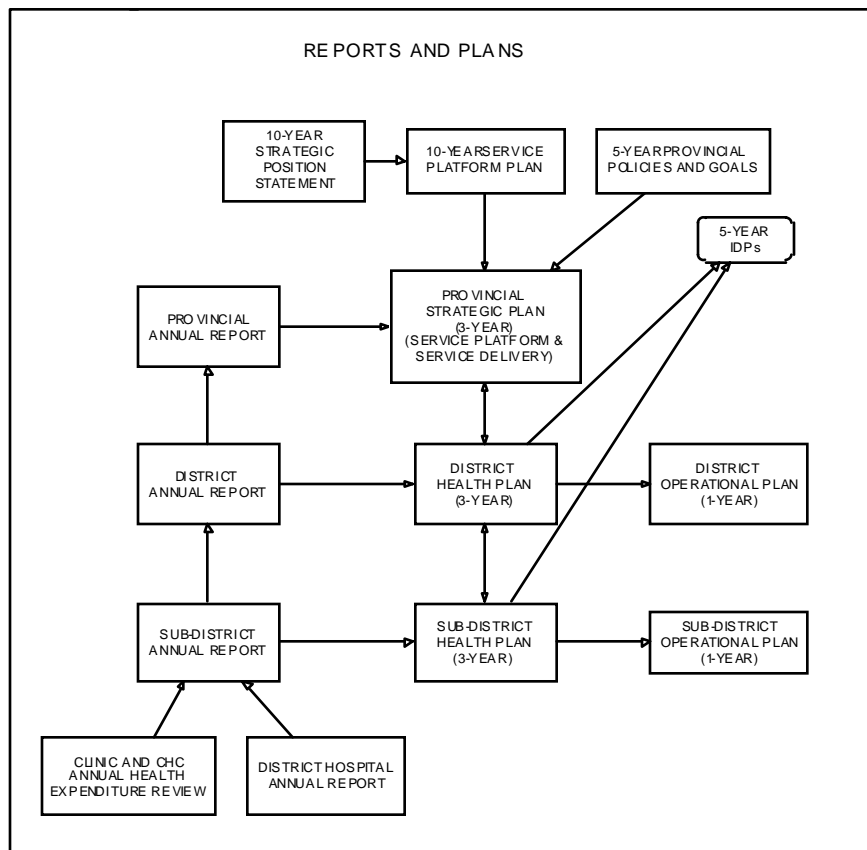 REPORTS AND PLANS
10-YEAR
STRATEGIC
POSITION
STATEMENT
10-YEARSERVICE
PLATFORM PLAN
5-YEARPROVINCIAL
POLICIES AND GOALS
5-YEAR
IDPs
PROVINCIAL
ANNUAL REPORT
PROVINCIAL
STRATEGIC PLAN
(3-YEAR)
(SERVICE PLATFORM &
SERVICE DELIVERY)
DISTRICT
ANNUAL REPORT
DISTRICT
HEALTH PLAN
(3-YEAR)
DISTRICT
OPERATIONAL PLAN
(1-YEAR)
SUB-DISTRICT
ANNUAL REPORT
SUB-DISTRICT
HEALTH PLAN
(3-YEAR)
SUB-DISTRICT
OPERATIONAL PLAN
(1-YEAR)
CLINIC AND CHC
ANNUAL HEALTH
EXPENDITURE REVIEW
DISTRICT HOSPITAL
ANNUAL REPORT